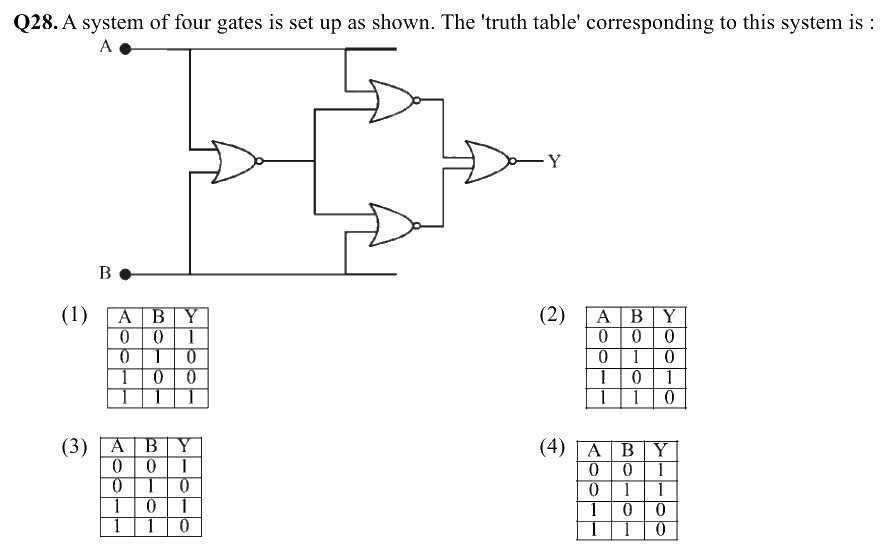 Q28. A system of four gates is set up as shown. The 'truth table' corresponding to this system is :
A
Y
B
(1)
A B Y
0 0 1
0 1 0
1 0 0
1 1 1
(2)
A B Y
0 0 0
0 1 0
1 0 1
1 1 0
(3)
A B Y
0 0 1
0 1 0
1 0 1
1 1 0
(4)
A B Y
0 0 1
0 1 1
1 0 0
1 1 0